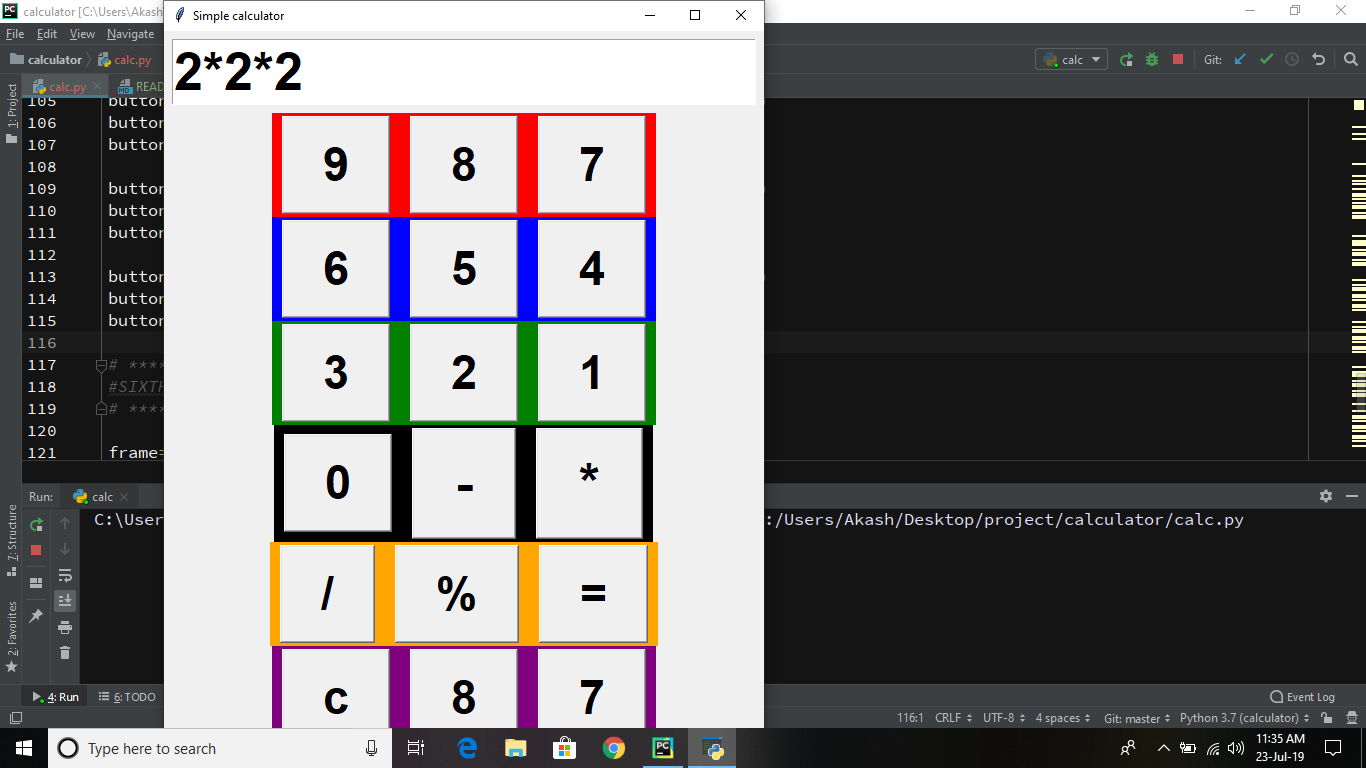 calculator [C:\Users\Akash
Simple calculator
File Edit View Navigate
calculator calc.py
calc Git:
calc.py READ
2*2*2
1: Project
105 button
106 button
107 button
108
109 button
110 button
111 button
112
113 button
114 button
115 button
116
117 # ****
118 #SIXTH
119 # ****
120
121 frame=
9 8 7
6 5 4
3 2 1
0 - *
/ % =
c 8 7
Run: calc
C:\User
:/Users/Akash/Desktop/project/calculator/calc.py
7: Structure
2: Favorites
4: Run 6: TODO
Event Log
116:1 CRLF UTF-8 4 spaces Git: master Python 3.7 (calculator)
Type here to search
11:35 AM
23-Jul-19